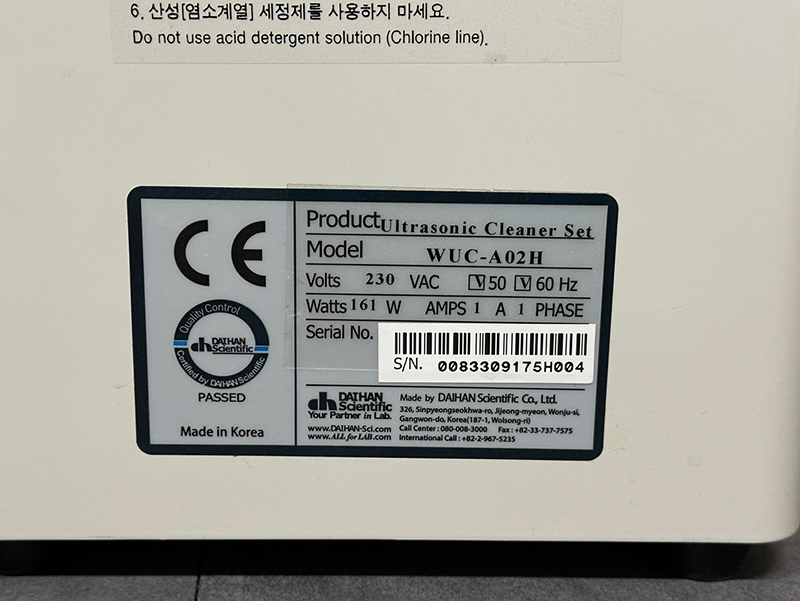 6. 산성[염소계열] 세정제를 사용하지 마세요.
Do not use acid detergent solution (Chlorine line).
CE
Quality Control
dh DAIHAN Scientific
Certified by DAIHAN Scientific
PASSED
Made in Korea
Product Ultrasonic Cleaner Set
Model WUC-A02H
Volts 230 VAC V 50 V 60 Hz
Watts 161 W AMPS 1 A 1 PHASE
Serial No.
S/N. 0083309175H004
dh DAIHAN Scientific
Your Partner in Lab.
www.DAIHAN-Sci.com
www.ALL for LAB.com
Made by DAIHAN Scientific Co., Ltd.
326, Sinpyeongseokhwa-ro, Jijeong-myeon, Wonju-si,
Gangwon-do, Korea(187-1, Wolsong-ri)
Call Center : 080-008-3000 Fax : +82-33-737-7575
International Call : +82-2-967-5235